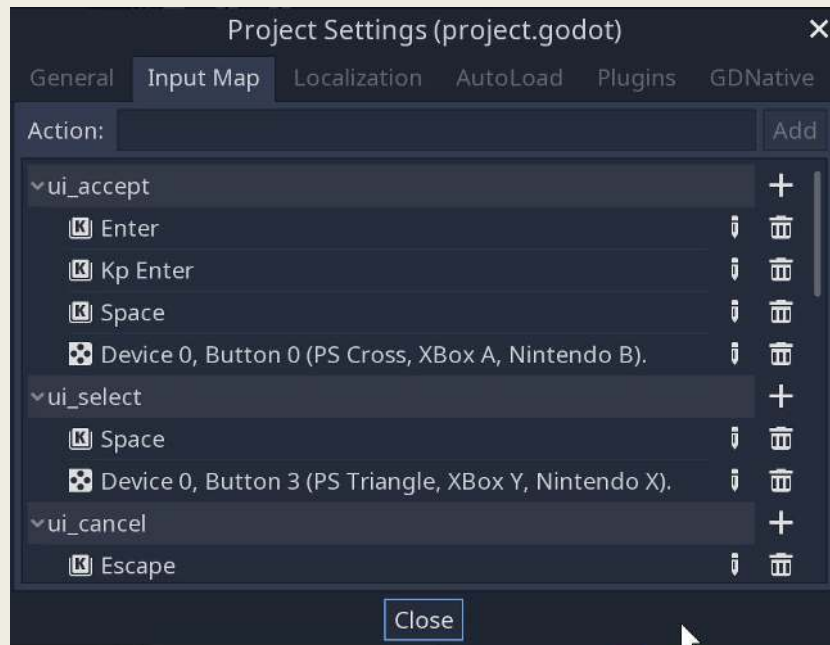 Project Settings (project.godot)
General Input Map Localization AutoLoad Plugins GDNative
Action: Add
ui_accept
Enter
Kp Enter
Space
Device 0, Button 0 (PS Cross, XBox A, Nintendo B).
ui_select
Space
Device 0, Button 3 (PS Triangle, XBox Y, Nintendo X).
ui_cancel
Escape
Close